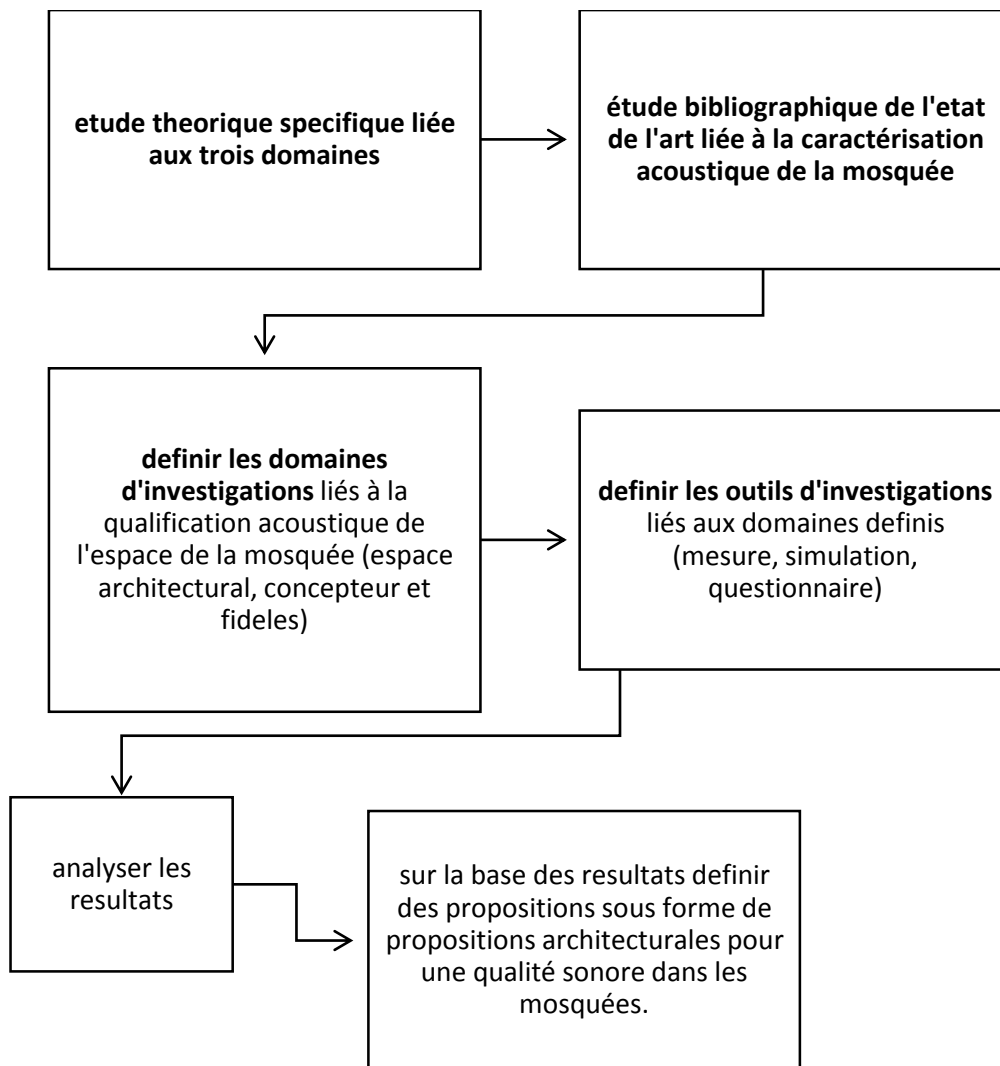 etude theorique specifique liée
aux trois domaines
étude bibliographique de l'etat
de l'art liée à la caractérisation
acoustique de la mosquée
definir les domaines
d'investigations liés à la
qualification acoustique de
l'espace de la mosquée (espace
architectural, concepteur et
fideles)
definir les outils d'investigations
liés aux domaines definis
(mesure, simulation,
questionnaire)
analyser les
resultats
sur la base des resultats definir
des propositions sous forme de
propositions architecturales pour
une qualité sonore dans les
mosquées.